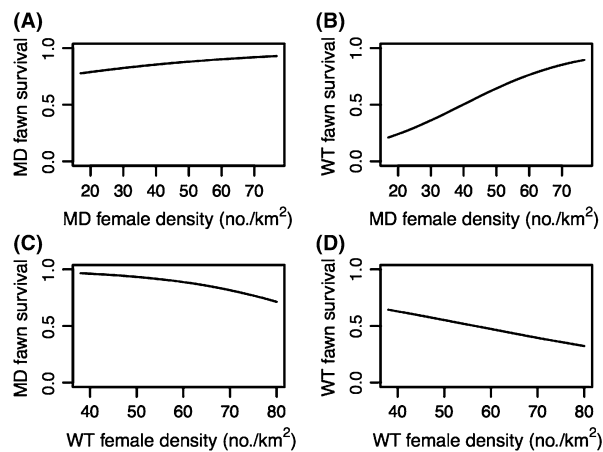 (A)
MD fawn survival
0.0 0.5 1.0
20 30 40 50 60 70
MD female density (no./km²)
(B)
WT fawn survival
0.0 0.5 1.0
20 30 40 50 60 70
MD female density (no./km²)
(C)
MD fawn survival
0.0 0.5 1.0
40 50 60 70 80
WT female density (no./km²)
(D)
WT fawn survival
0.0 0.5 1.0
40 50 60 70 80
WT female density (no./km²)